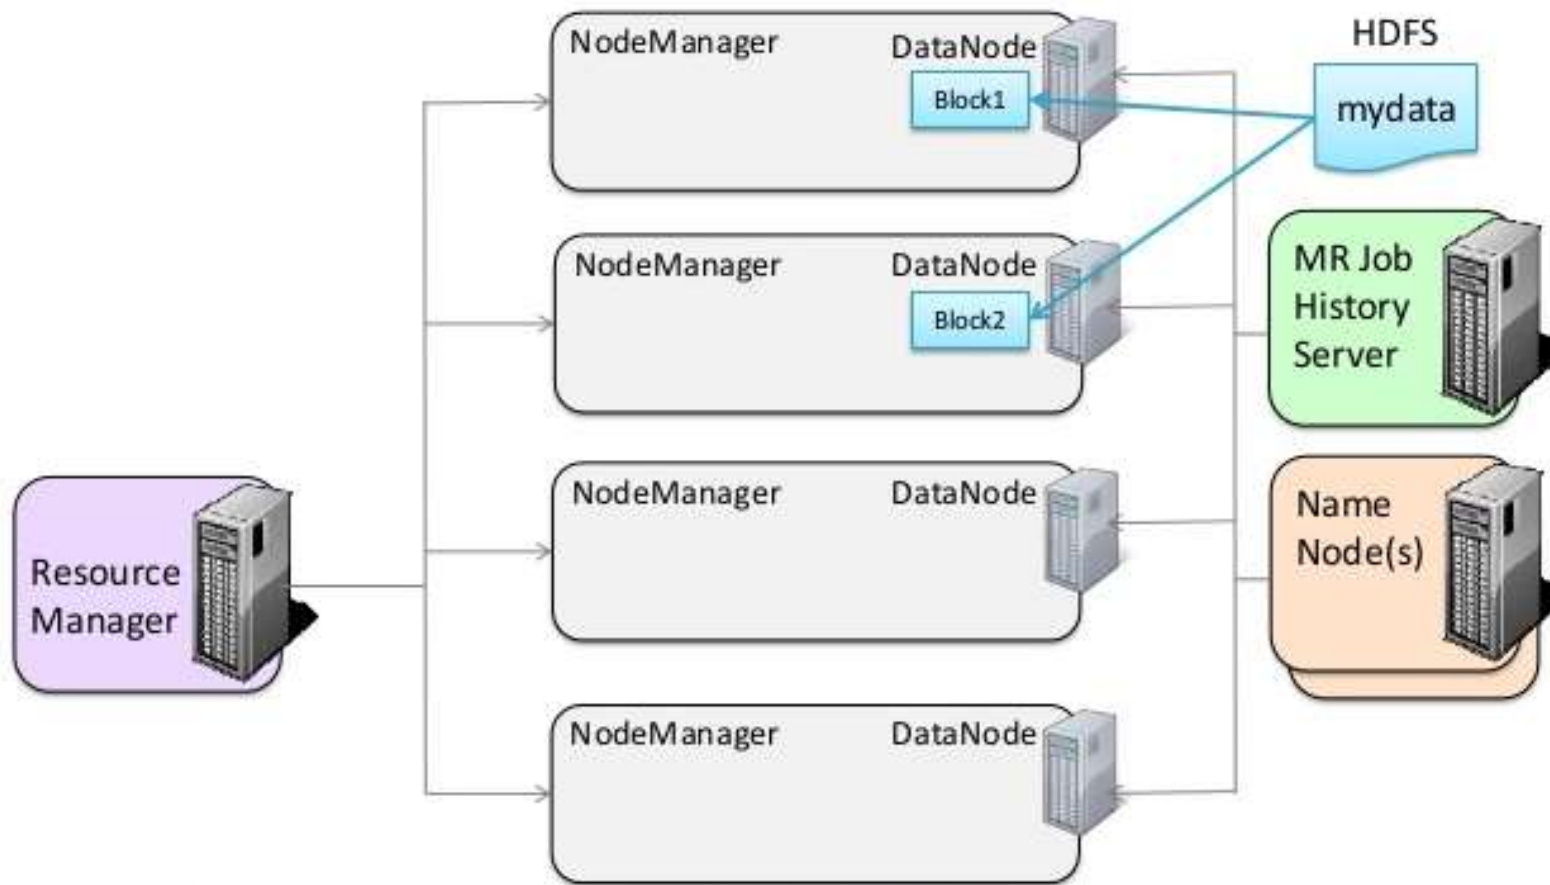 NodeManager
DataNode
Block1
HDFS
mydata
NodeManager
DataNode
Block2
MR Job
History
Server
NodeManager
DataNode
Name
Node(s)
Resource
Manager
NodeManager
DataNode